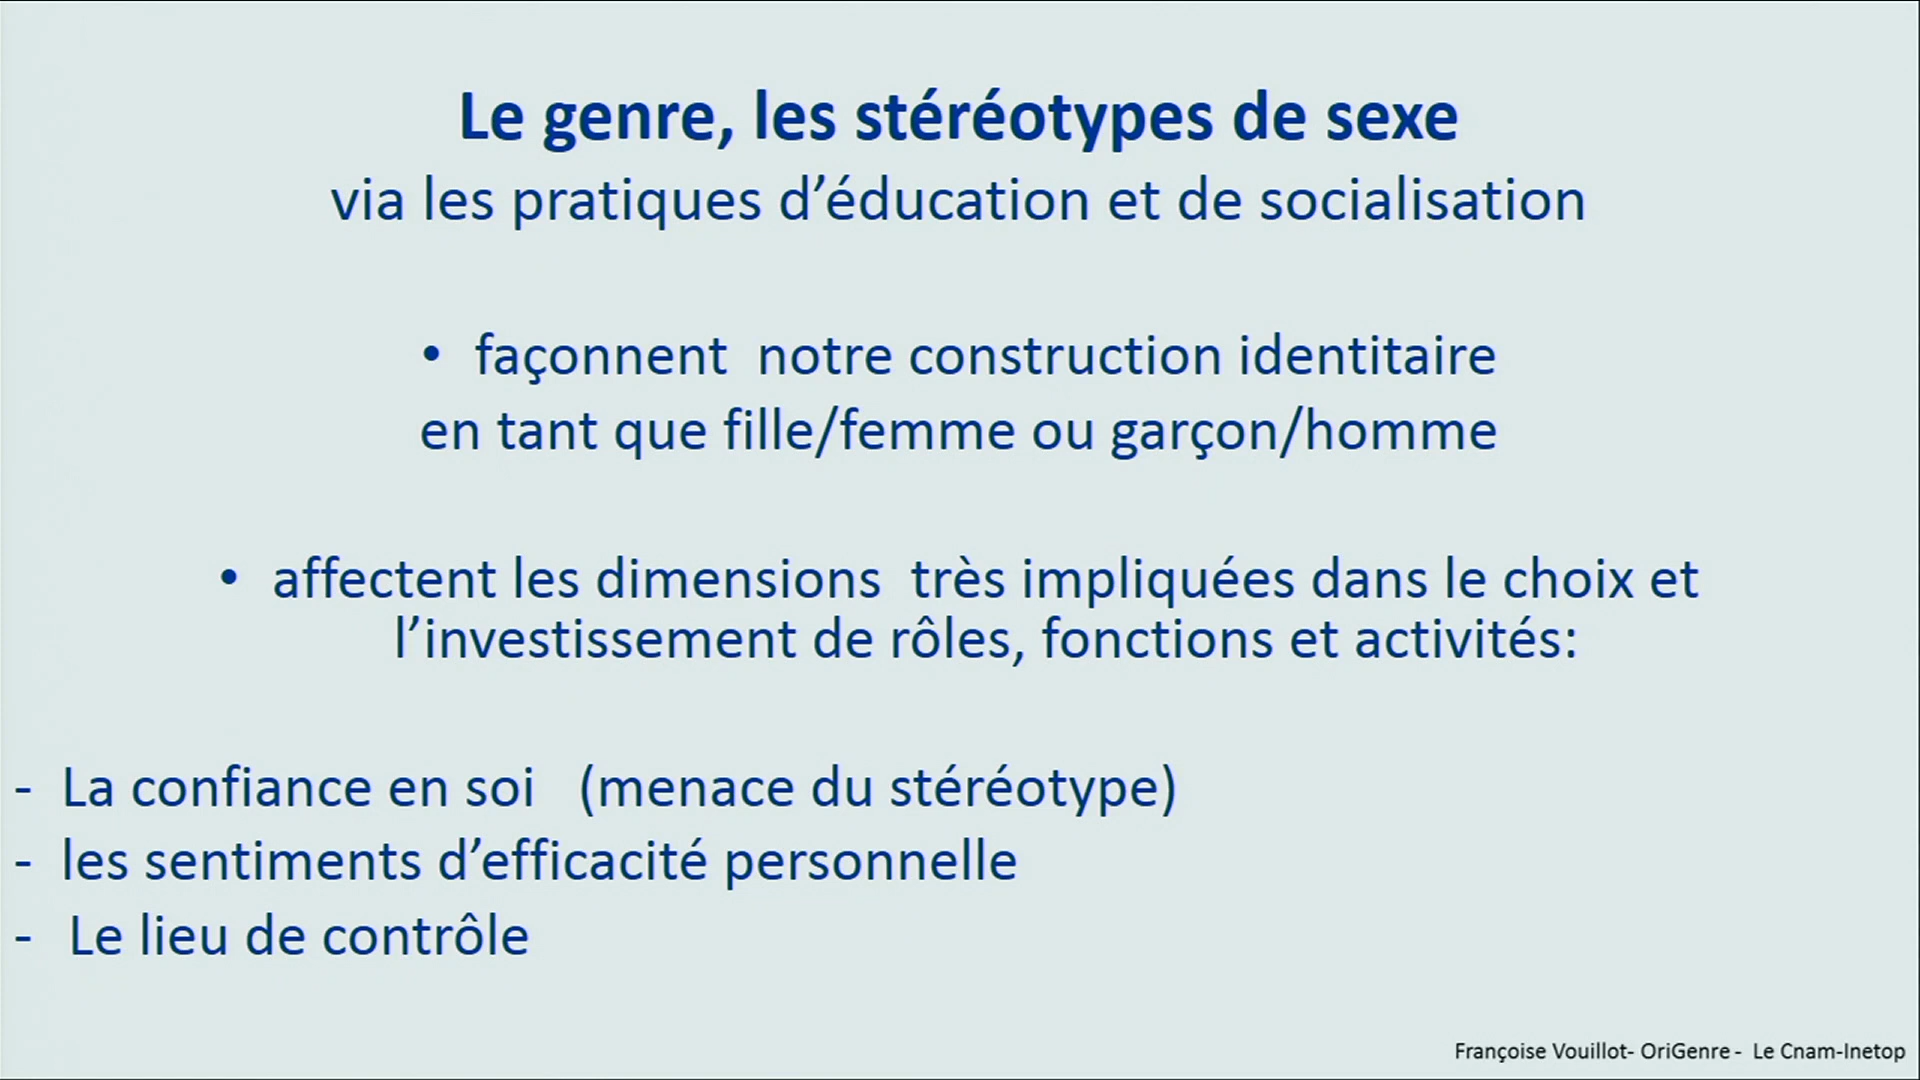 Le genre, les stéréotypes de sexe
via les pratiques d’éducation et de socialisation
• façonnent notre construction identitaire
en tant que fille/femme ou garçon/homme
• affectent les dimensions très impliquées dans le choix et
l’investissement de rôles, fonctions et activités:
- La confiance en soi (menace du stéréotype)
- les sentiments d’efficacité personnelle
- Le lieu de contrôle
Françoise Vouillot- OriGenre - Le Cnam-Inetop